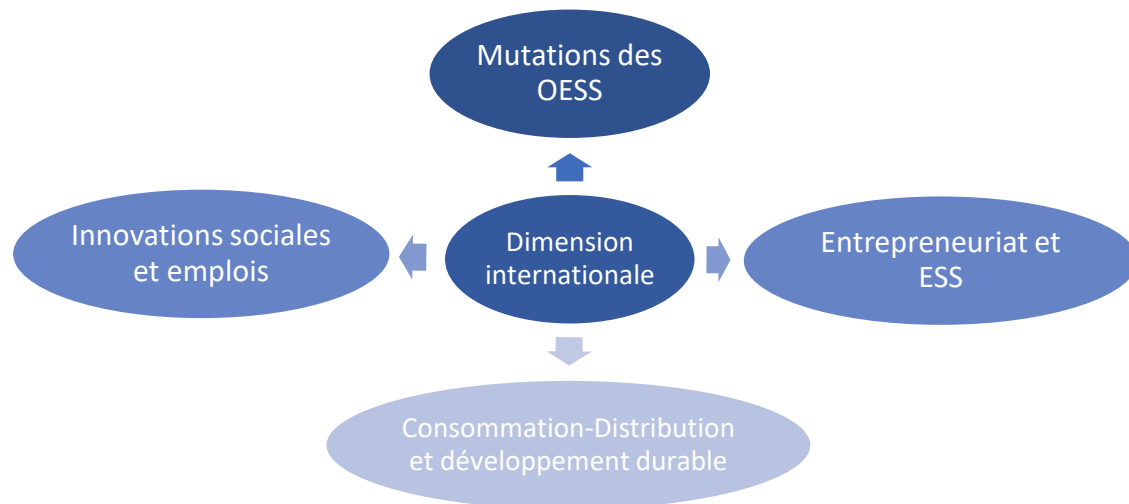 Mutations des
OESS
Innovations sociales
et emplois
Dimension
internationale
Entrepreneuriat et
ESS
Consommation-Distribution
et développement durable